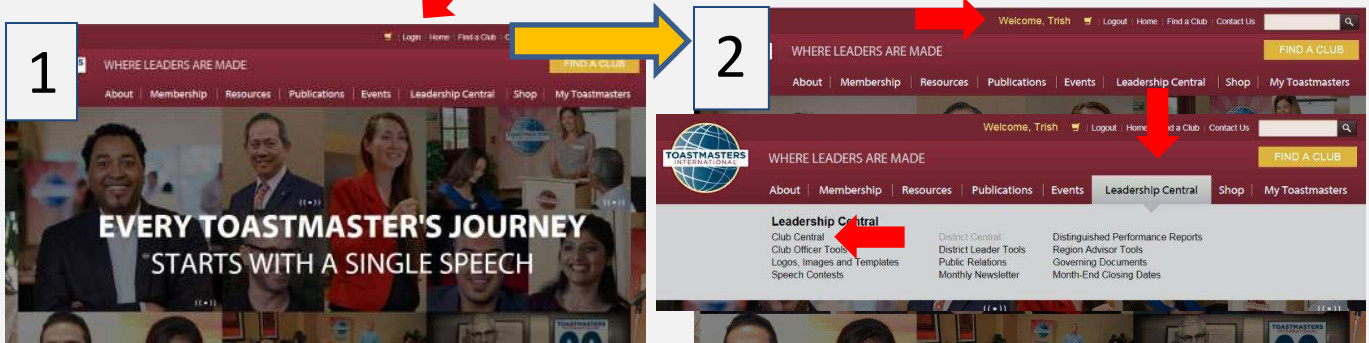 1
Login Home Find a Club
WHERE LEADERS ARE MADE
FIND A CLUB
About Membership Resources Publications Events Leadership Central Shop My Toastmasters
EVERY TOASTMASTER'S JOURNEY
STARTS WITH A SINGLE SPEECH
2
Welcome, Trish Logout Home Find a Club Contact Us
WHERE LEADERS ARE MADE
FIND A CLUB
About Membership Resources Publications Events Leadership Central Shop My Toastmasters
TOASTMASTERS
INTERNATIONAL
Welcome, Trish Logout Home Find a Club Contact Us
WHERE LEADERS ARE MADE
FIND A CLUB
About Membership Resources Publications Events Leadership Central Shop My Toastmasters
Leadership Central
Club Central
Club Officer Tools
Logos, Images and Templates
Speech Contests
District Central
District Leader Tools
Public Relations
Monthly Newsletter
Distinguished Performance Reports
Region Advisor Tools
Governing Documents
Month-End Closing Dates
TOASTMASTERS